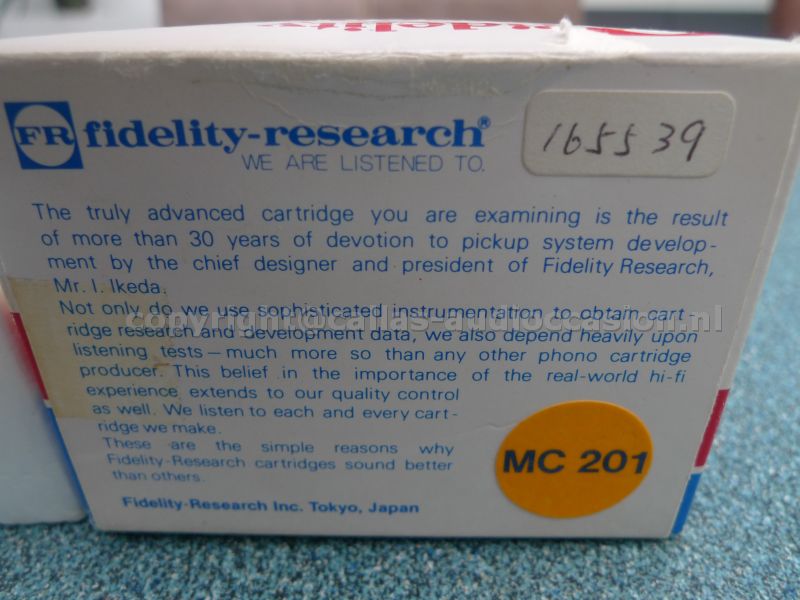 fidelity
FR fidelity-research®
WE ARE LISTENED TO.
165539
The truly advanced cartridge you are examining is the result
of more than 30 years of devotion to pickup system develop-
ment by the chief designer and president of Fidelity Research,
Mr. I. Ikeda.
Not only do we use sophisticated instrumentation to obtain cart-
ridge research and development data, we also depend heavily upon
listening tests — much more so than any other phono cartridge
producer. This belief in the importance of the real-world hi-fi
experience extends to our quality control
as well. We listen to each and every cart-
ridge we make.
These are the simple reasons why
Fidelity-Research cartridges sound better
than others.
MC 201
Fidelity-Research Inc. Tokyo, Japan
copyright@callas-audioccasion.nl